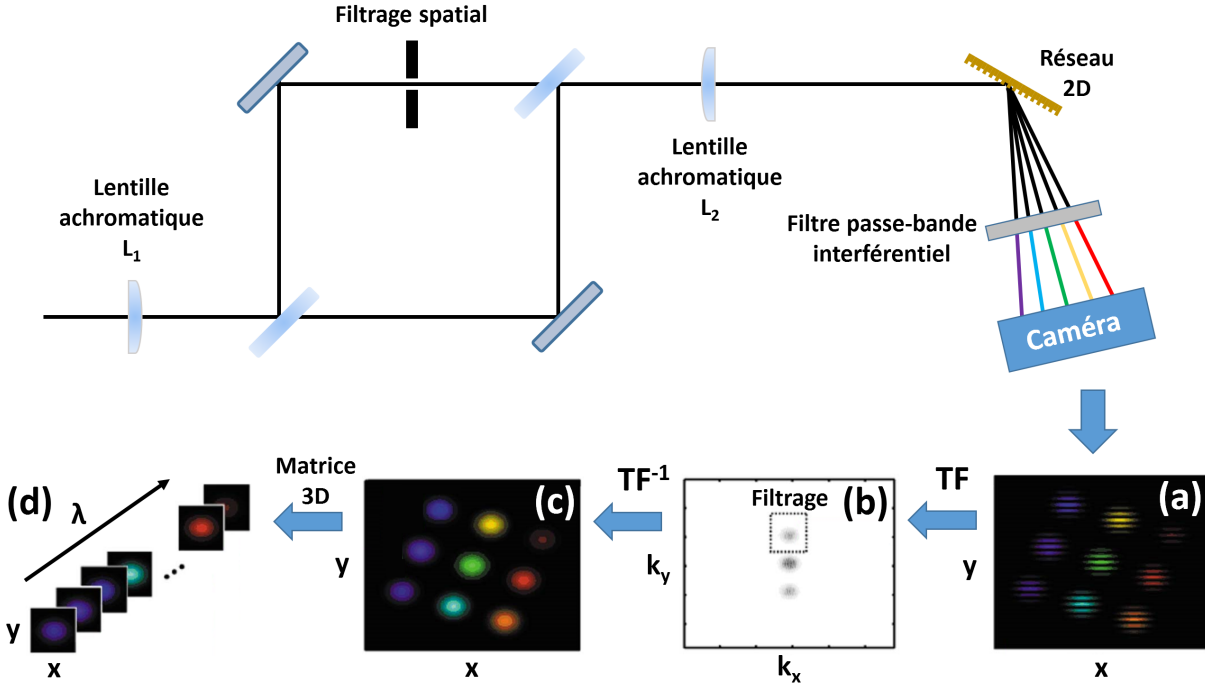 Filtrage spatial
Réseau
2D
Lentille
achromatique
L1
Lentille
achromatique
L2
Filtre passe-bande
interférentiel
Caméra
(d)
λ
y
x
Matrice
3D
(c)
y
x
TF-1
Filtrage
(b)
ky
kx
TF
(a)
y
x